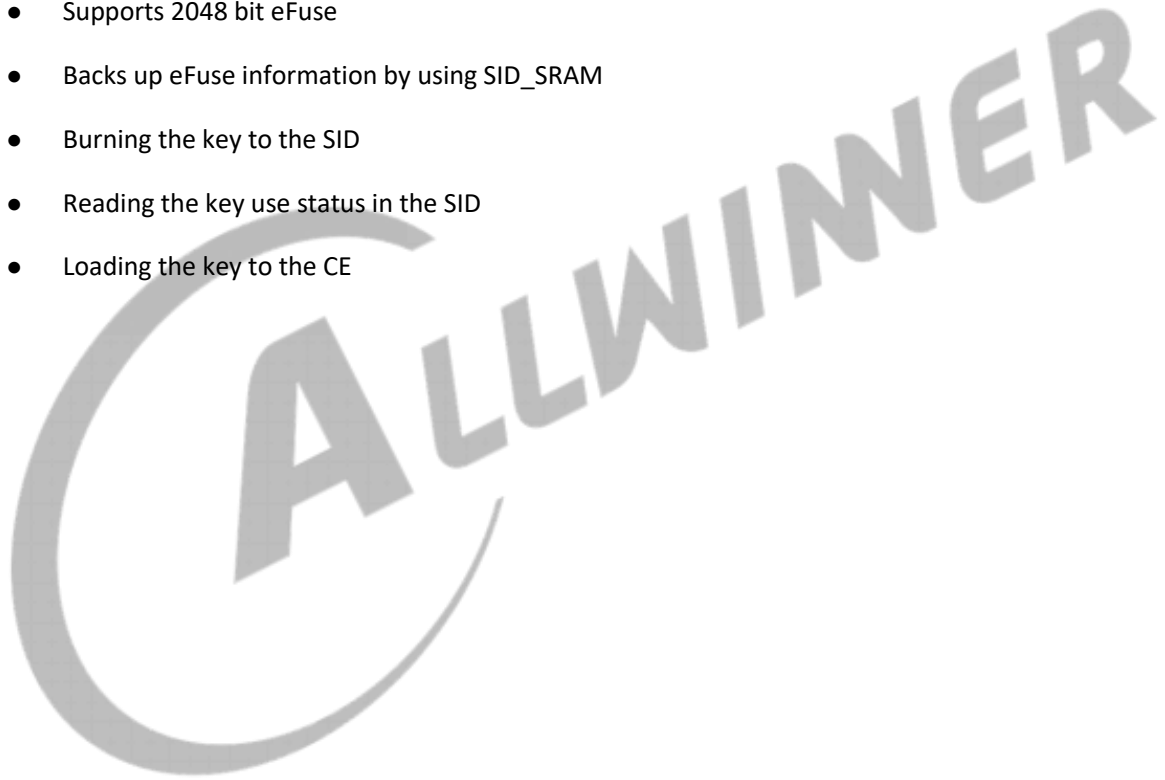 ● Supports 2048 bit eFuse
● Backs up eFuse information by using SID_SRAM
● Burning the key to the SID
● Reading the key use status in the SID
● Loading the key to the CE
ALLWINNER